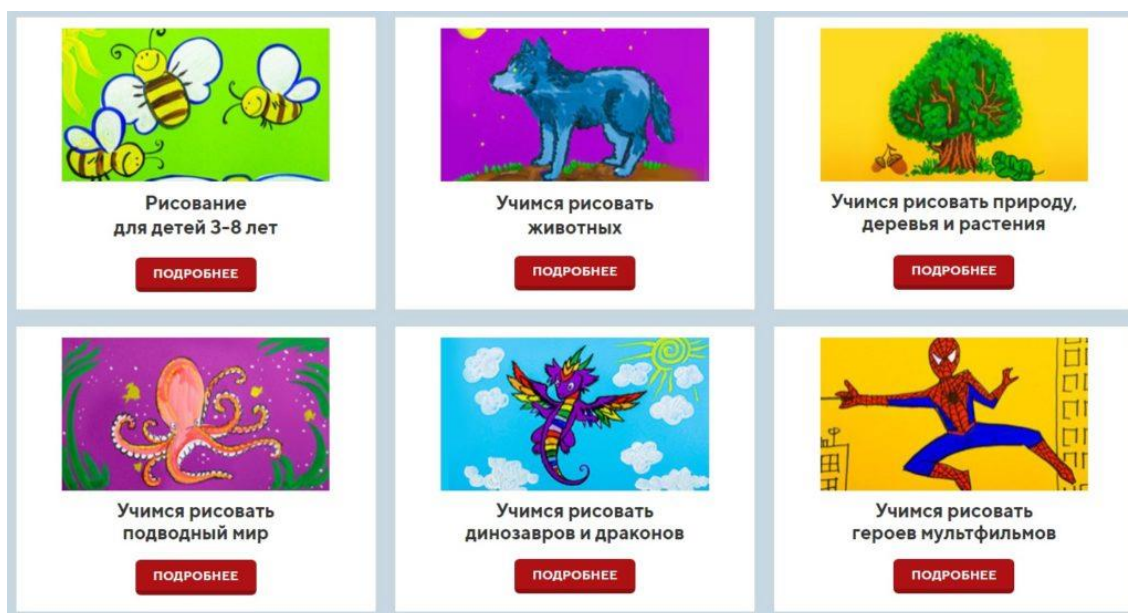 Рисование
для детей 3-8 лет
ПОДРОБНЕЕ
Учимся рисовать
животных
ПОДРОБНЕЕ
Учимся рисовать природу,
деревья и растения
ПОДРОБНЕЕ
Учимся рисовать
подводный мир
ПОДРОБНЕЕ
Учимся рисовать
динозавров и драконов
ПОДРОБНЕЕ
Учимся рисовать
героев мультфильмов
ПОДРОБНЕЕ